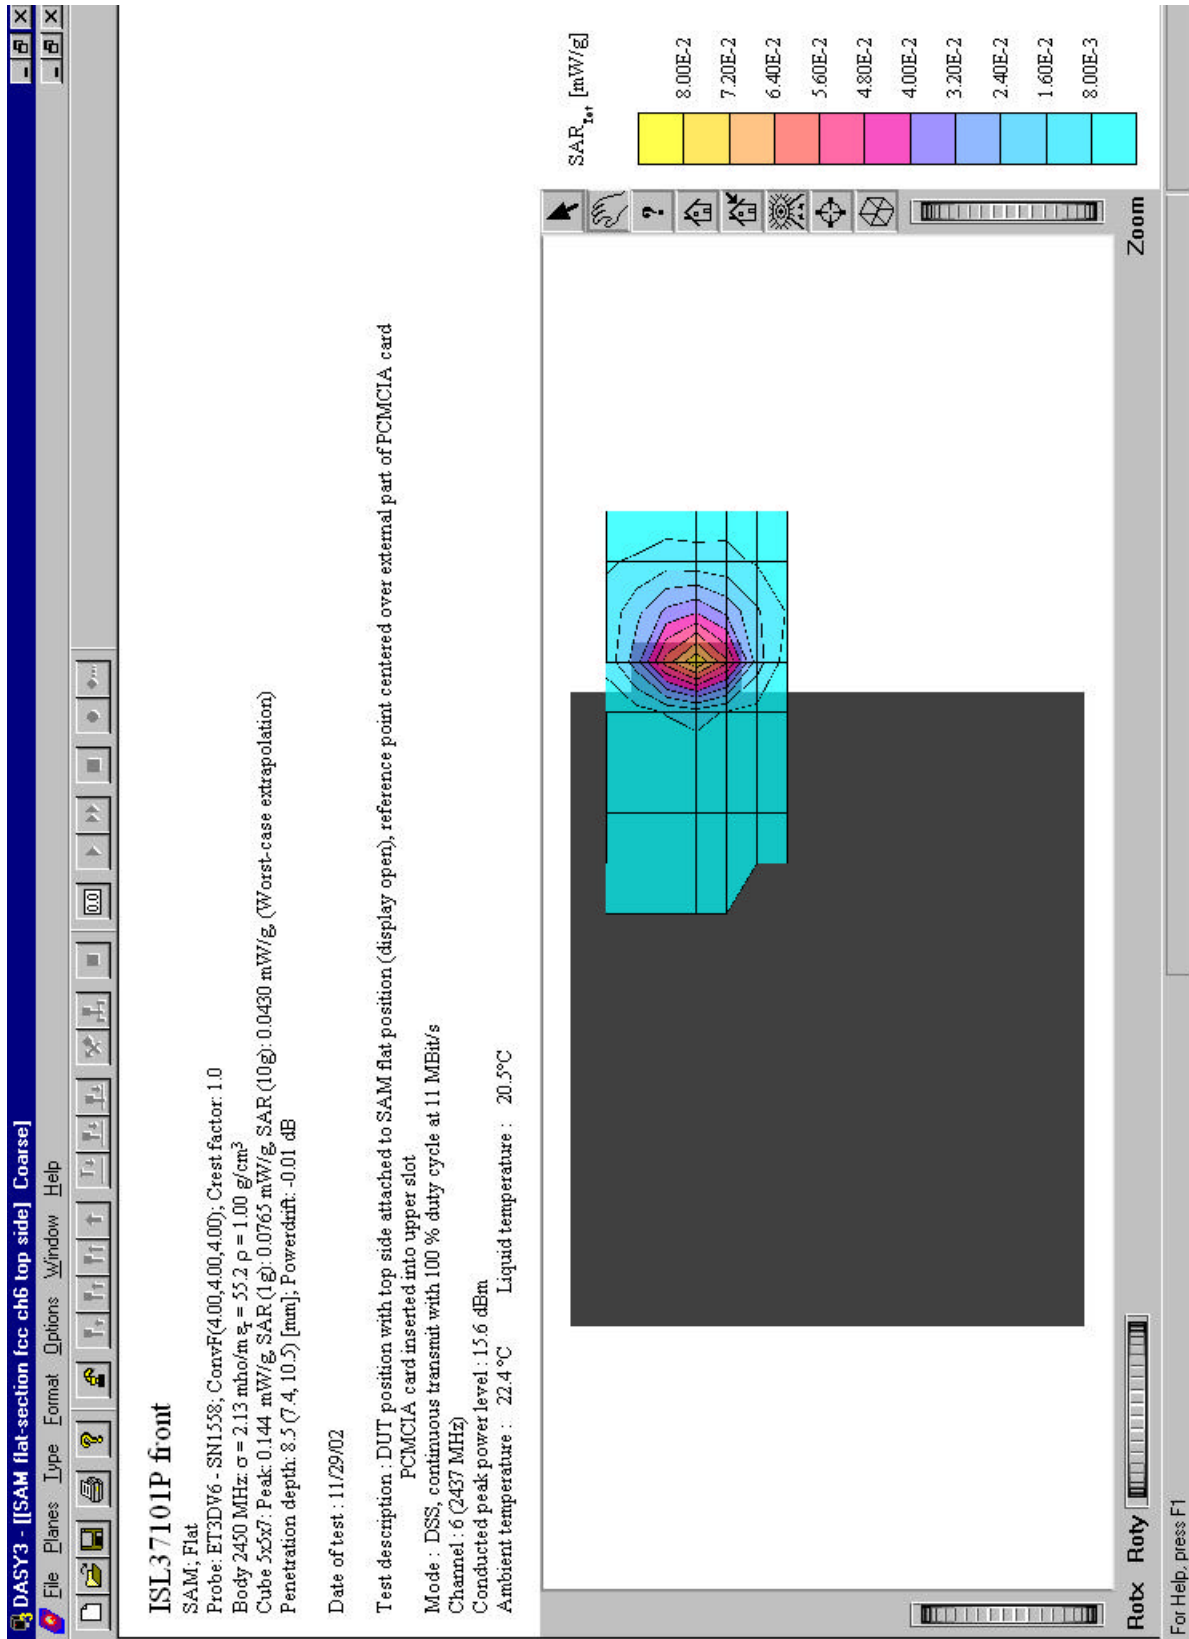 DASY3 - [[SAM flat-section fcc ch6 top side]  Coarse]
File Planes Type Format Options Window Help
0.0
ISL37101P front
SAM; Flat
Probe: ET3DV6 - SN1558; ConvF(4.00,4.00,4.00); Crest factor: 1.0
Body 2450 MHz: σ = 2.13 mho/m εr = 55.2 ρ = 1.00 g/cm³
Cube 5x5x7: Peak: 0.144 mW/g, SAR (1g): 0.0765 mW/g, SAR (10g): 0.0430 mW/g, (Worst-case extrapolation)
Penetration depth: 8.5 (7.4, 10.5) [mm]; Powerdrift: -0.01 dB
Date of test : 11/29/02
Test description : DUT position with top side attached to SAM flat position (display open), reference point centered over external part of PCMCIA card
PCMCIA card inserted into upper slot
Mode : DSS, continuous transmit with 100 % duty cycle at 11 MBit/s
Channel : 6 (2437 MHz)
Conducted peak power level : 15.6 dBm
Ambient temperature : 22.4 °C Liquid temperature : 20.5°C
SARTot [mW/g]
8.00E-2
7.20E-2
6.40E-2
5.60E-2
4.80E-2
4.00E-2
3.20E-2
2.40E-2
1.60E-2
8.00E-3
Rotx Roty Zoom
For Help, press F1